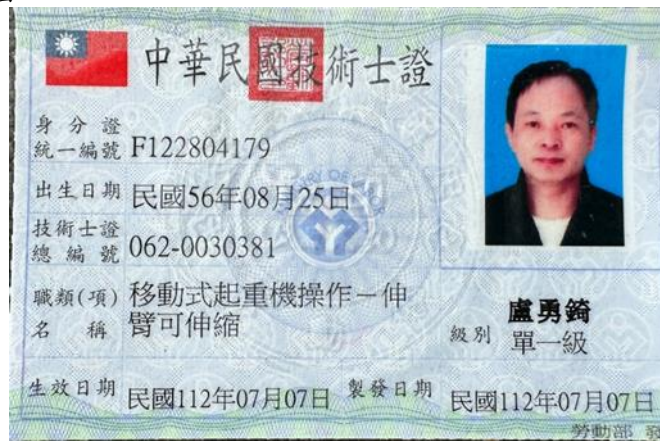 中華民國技術士證
身分證
統一編號 F122804179
出生日期 民國56年08月25日
技術士證
總編號 062-0030381
職類(項) 移動式起重機操作－伸
名稱 臂可伸縮
盧勇錡
級別 單一級
生效日期 民國112年07月07日 製發日期 民國112年07月07日
勞動部